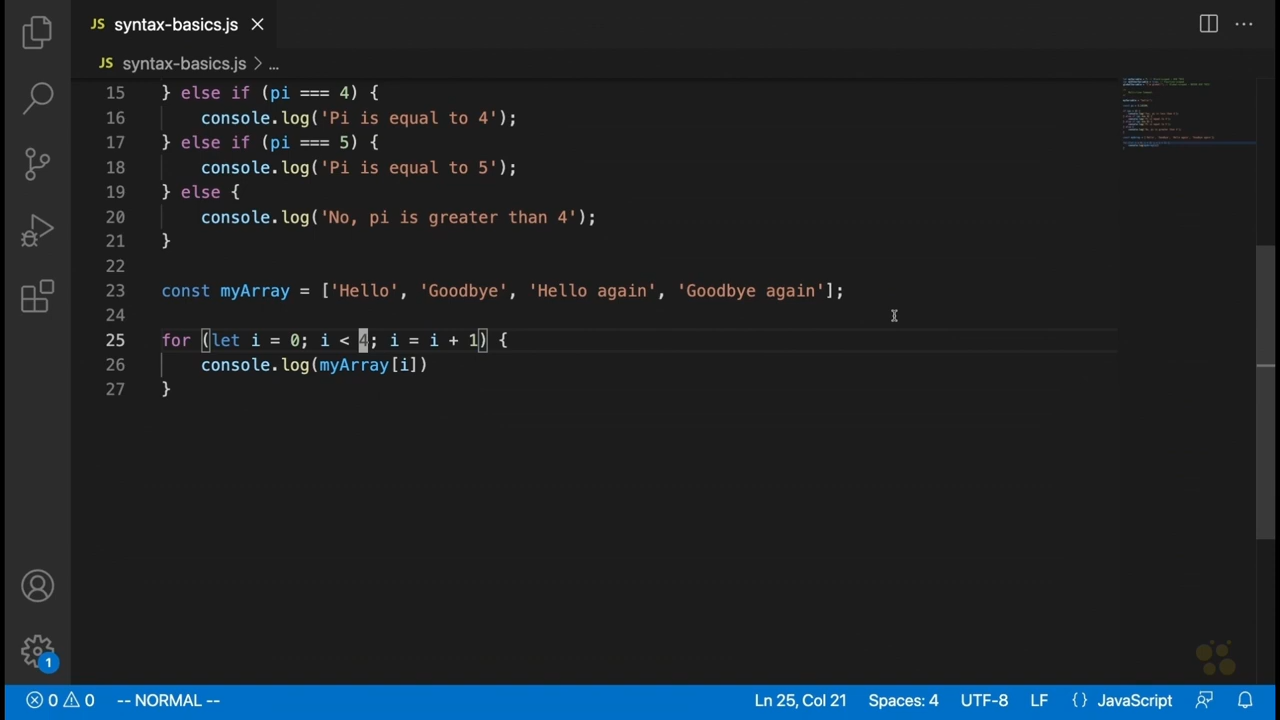 JS syntax-basics.js
JS syntax-basics.js > ...
15 } else if (pi === 4) {
16 console.log('Pi is equal to 4');
17 } else if (pi === 5) {
18 console.log('Pi is equal to 5');
19 } else {
20 console.log('No, pi is greater than 4');
21 }
22
23 const myArray = ['Hello', 'Goodbye', 'Hello again', 'Goodbye again'];
24
25 for (let i = 0; i < 4; i = i + 1) {
26 console.log(myArray[i])
27 }
1
0 0 -- NORMAL -- Ln 25, Col 21 Spaces: 4 UTF-8 LF {} JavaScript